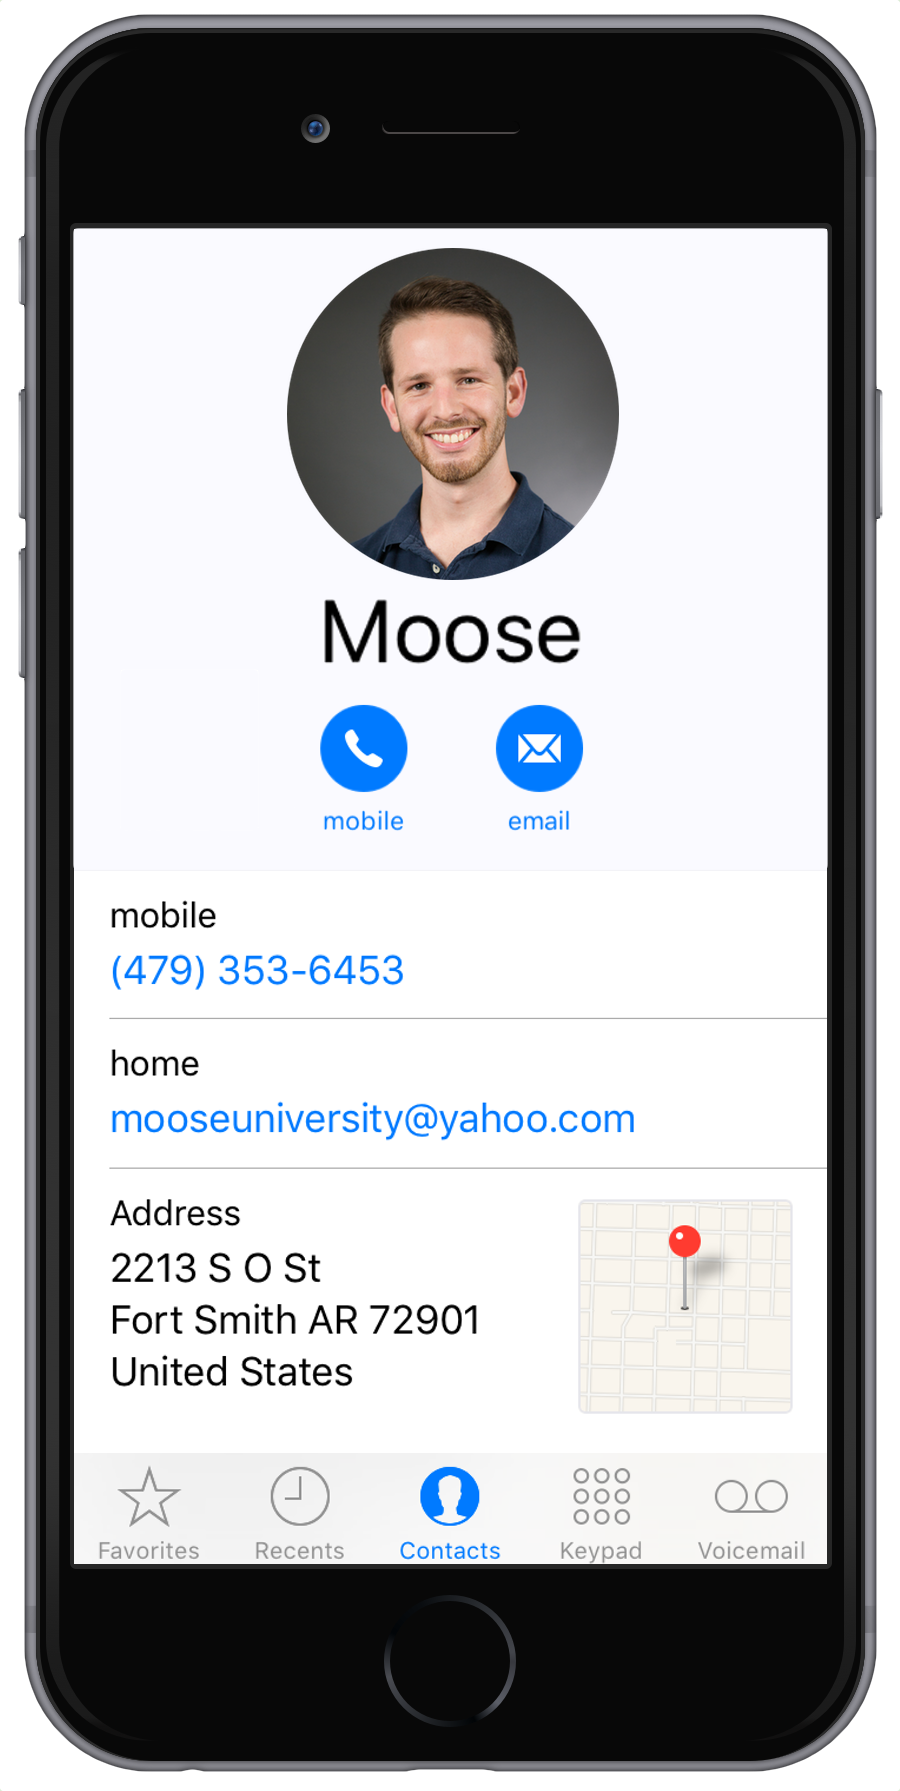 Moose
mobile
email
mobile
(479) 353-6453
home
mooseuniversity@yahoo.com
Address
2213 S O St
Fort Smith AR 72901
United States
Favorites
Recents
Contacts
Keypad
Voicemail